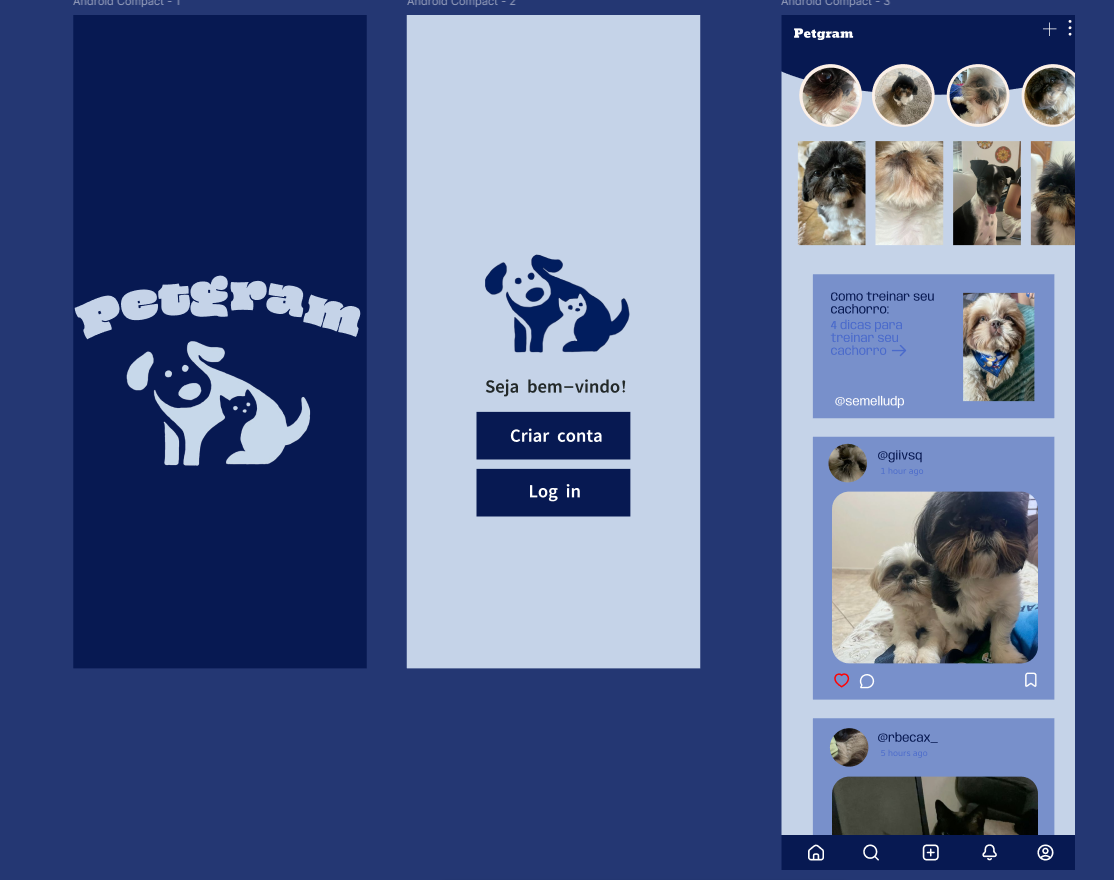 Android Compact - 1
Android Compact - 2
Android Compact - 3
Petgram
Seja bem-vindo!
Criar conta
Log in
Petgram
Como treinar seu
cachorro:
4 dicas para
treinar seu
cachorro →
@semelludp
@giivsq
1 hour ago
@rbecax_
5 hours ago